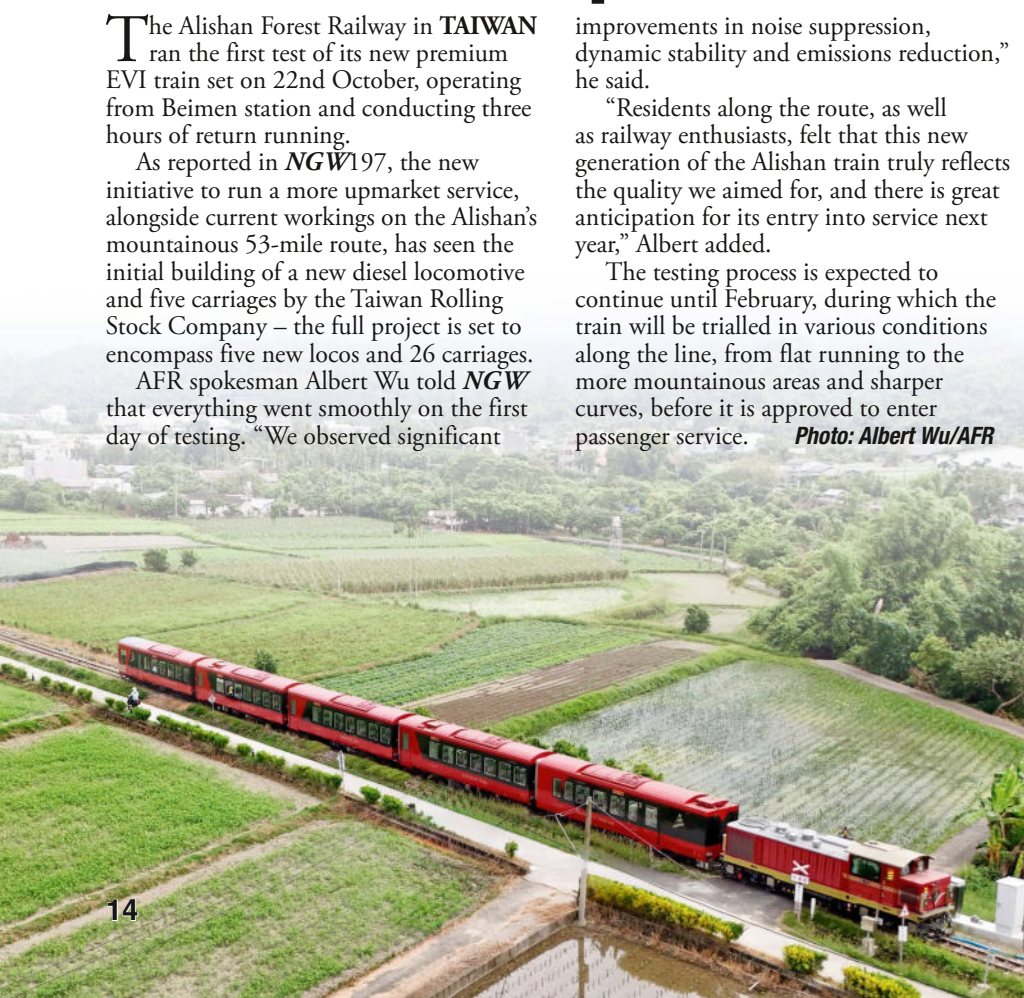 The Alishan Forest Railway in TAIWAN
ran the first test of its new premium
EVI train set on 22nd October, operating
from Beimen station and conducting three
hours of return running.
As reported in NGW197, the new
initiative to run a more upmarket service,
alongside current workings on the Alishan’s
mountainous 53-mile route, has seen the
initial building of a new diesel locomotive
and five carriages by the Taiwan Rolling
Stock Company – the full project is set to
encompass five new locos and 26 carriages.
AFR spokesman Albert Wu told NGW
that everything went smoothly on the first
day of testing. “We observed significant
improvements in noise suppression,
dynamic stability and emissions reduction,”
he said.
“Residents along the route, as well
as railway enthusiasts, felt that this new
generation of the Alishan train truly reflects
the quality we aimed for, and there is great
anticipation for its entry into service next
year,” Albert added.
The testing process is expected to
continue until February, during which the
train will be trialled in various conditions
along the line, from flat running to the
more mountainous areas and sharper
curves, before it is approved to enter
passenger service. Photo: Albert Wu/AFR
14